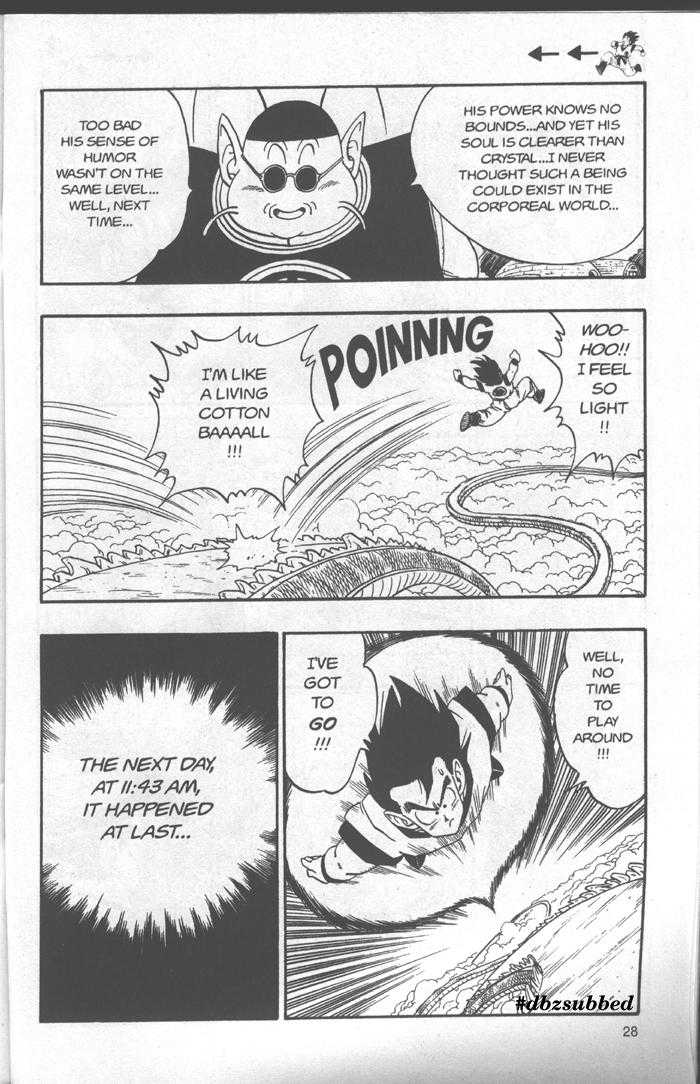 HIS POWER KNOWS NO
BOUNDS...AND YET HIS
SOUL IS CLEARER THAN
CRYSTAL...I NEVER
THOUGHT SUCH A BEING
COULD EXIST IN THE
CORPOREAL WORLD...
TOO BAD
HIS SENSE OF
HUMOR
WASN'T ON THE
SAME LEVEL...
WELL, NEXT
TIME...
WOO-
HOO!!
I FEEL
SO
LIGHT
!!
POINNNG
I'M LIKE
A LIVING
COTTON
BAAAALL
!!!
WELL,
NO
TIME
TO
PLAY
AROUND
!!!
I'VE
GOT
TO
GO
!!!
THE NEXT DAY,
AT 11:43 AM,
IT HAPPENED
AT LAST...
#dbzsubbed
28